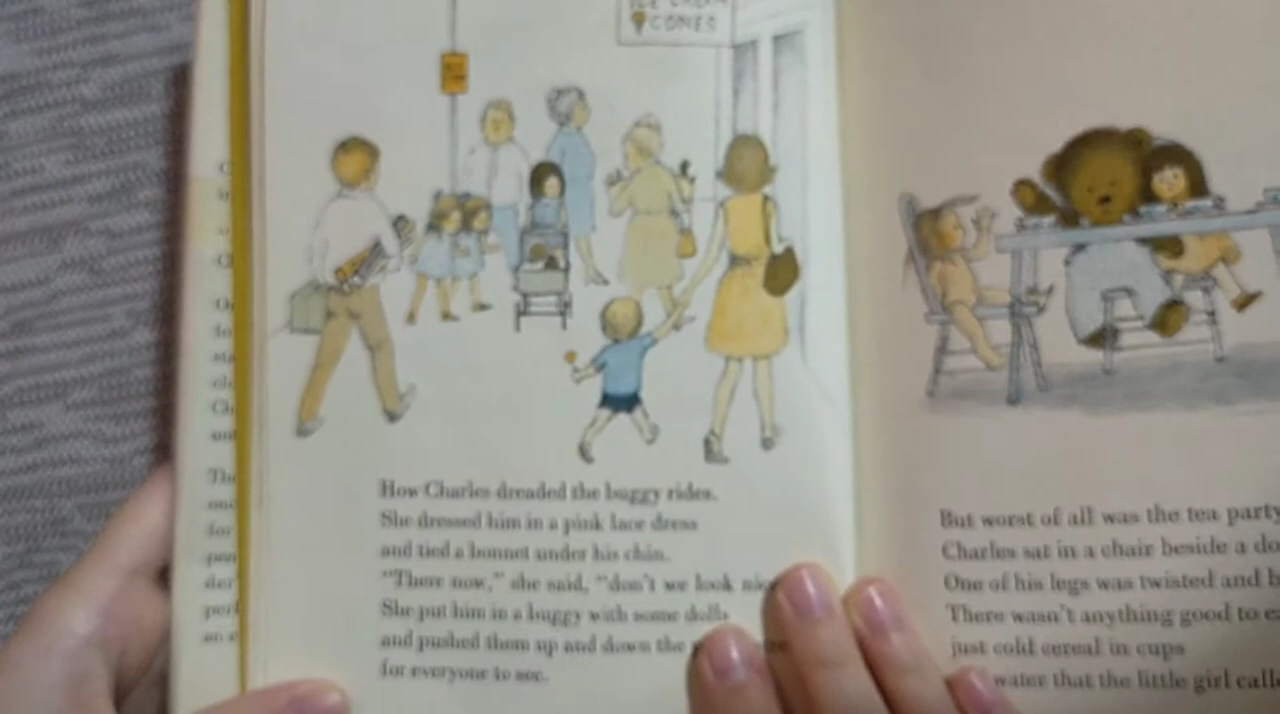 ICE CREAM
CONES
How Charles dreaded the buggy rides.
She dressed him in a pink lace dress
and tied a bonnet under his chin.
"There now," she said, "don't we look
She put him in a buggy with some dolls
and pushed them up and down the
for everyone to see.
But worst of all was the tea party
Charles sat in a chair beside a
One of his legs was twisted and
There wasn't anything good to
just cold cereal in cups
water that the little girl